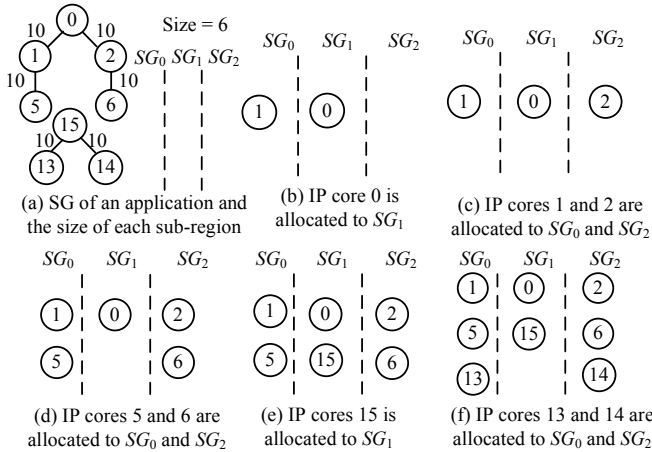 0
Size = 6
10 10
1 2
SG0 SG1 SG2
10 10
5 6
15
10 10
13 14
(a) SG of an application and
the size of each sub-region
SG0 SG1 SG2
1 0
(b) IP core 0 is
allocated to SG1
SG0 SG1 SG2
1 0 2
(c) IP cores 1 and 2 are
allocated to SG0 and SG2
SG0 SG1 SG2
1 0 2
5 6
(d) IP cores 5 and 6 are
allocated to SG0 and SG2
SG0 SG1 SG2
1 0 2
5 15 6
(e) IP cores 15 is
allocated to SG1
SG0 SG1 SG2
1 0 2
5 15 6
13 14
(f) IP cores 13 and 14 are
allocated to SG0 and SG2